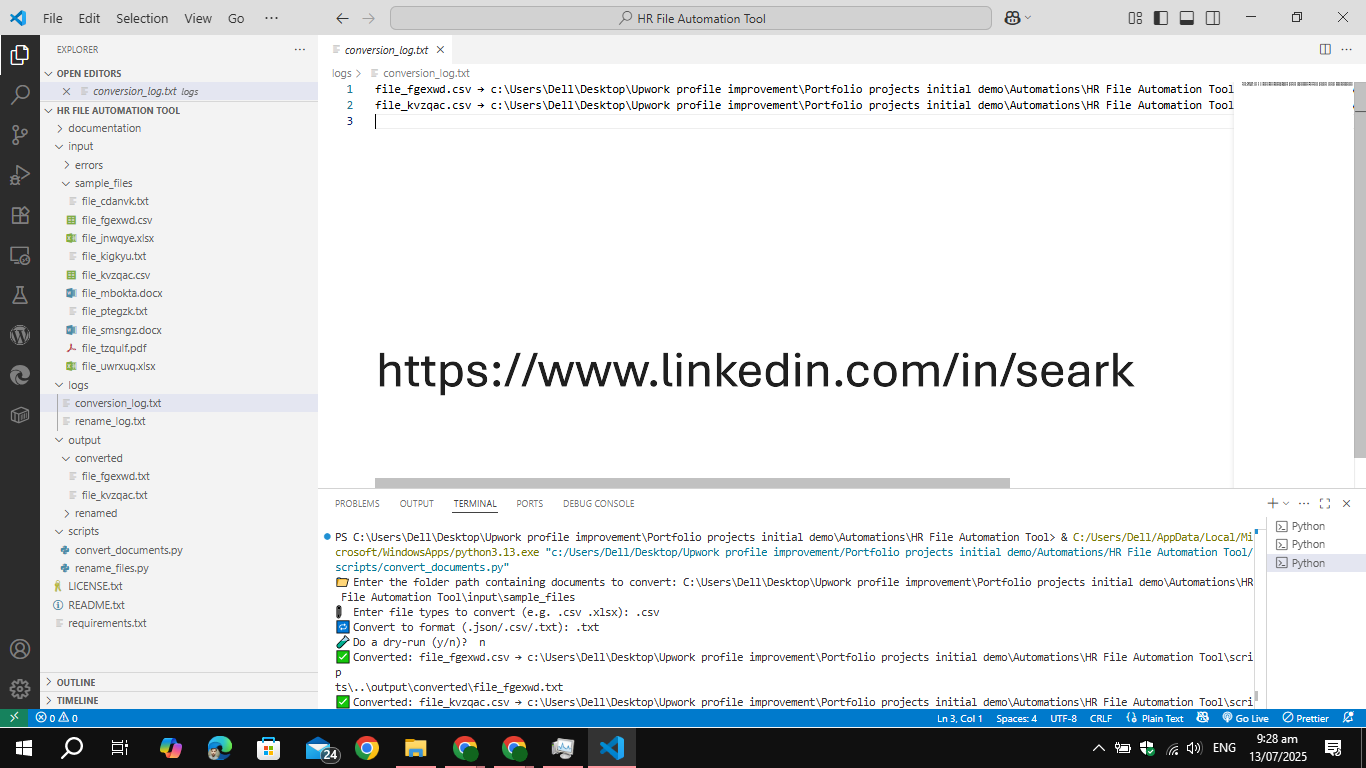 File Edit Selection View Go ··· HR File Automation Tool
EXPLORER ···
OPEN EDITORS
conversion_log.txt logs
HR FILE AUTOMATION TOOL
documentation
input
errors
sample_files
file_cdanvk.txt
file_fgexwd.csv
file_jnwqye.xlsx
file_kigkyu.txt
file_kvzqac.csv
file_mbokta.docx
file_ptegzk.txt
file_smsngz.docx
file_tzqulf.pdf
file_uwrxuq.xlsx
logs
conversion_log.txt
rename_log.txt
output
converted
file_fgexwd.txt
file_kvzqac.txt
renamed
scripts
convert_documents.py
rename_files.py
LICENSE.txt
README.txt
requirements.txt
OUTLINE
TIMELINE
conversion_log.txt
logs > conversion_log.txt
1 file_fgexwd.csv → c:\Users\Dell\Desktop\Upwork profile improvement\Portfolio projects initial demo\Automations\HR File Automation Tool
2 file_kvzqac.csv → c:\Users\Dell\Desktop\Upwork profile improvement\Portfolio projects initial demo\Automations\HR File Automation Tool
3
https://www.linkedin.com/in/seark
PROBLEMS OUTPUT TERMINAL PORTS DEBUG CONSOLE
PS C:\Users\Dell\Desktop\Upwork profile improvement\Portfolio projects initial demo\Automations\HR File Automation Tool> & C:/Users/Dell/AppData/Local/Mi
crosoft/WindowsApps/python3.13.exe "c:/Users/Dell/Desktop/Upwork profile improvement/Portfolio projects initial demo/Automations/HR File Automation Tool/
scripts/convert_documents.py"
📁 Enter the folder path containing documents to convert: C:\Users\Dell\Desktop\Upwork profile improvement\Portfolio projects initial demo\Automations\HR
File Automation Tool\input\sample_files
Enter file types to convert (e.g. .csv .xlsx): .csv
🔁 Convert to format (.json/.csv/.txt): .txt
🧪 Do a dry-run (y/n)? n
✅ Converted: file_fgexwd.csv → c:\Users\Dell\Desktop\Upwork profile improvement\Portfolio projects initial demo\Automations\HR File Automation Tool\scri
p
ts\..\output\converted\file_fgexwd.txt
✅ Converted: file_kvzqac.csv → c:\Users\Dell\Desktop\Upwork profile improvement\Portfolio projects initial demo\Automations\HR File Automation Tool\scri
Python
Python
Python
0 0 Ln 3, Col 1 Spaces: 4 UTF-8 CRLF Plain Text Go Live Prettier
24 ENG 9:28 am
13/07/2025